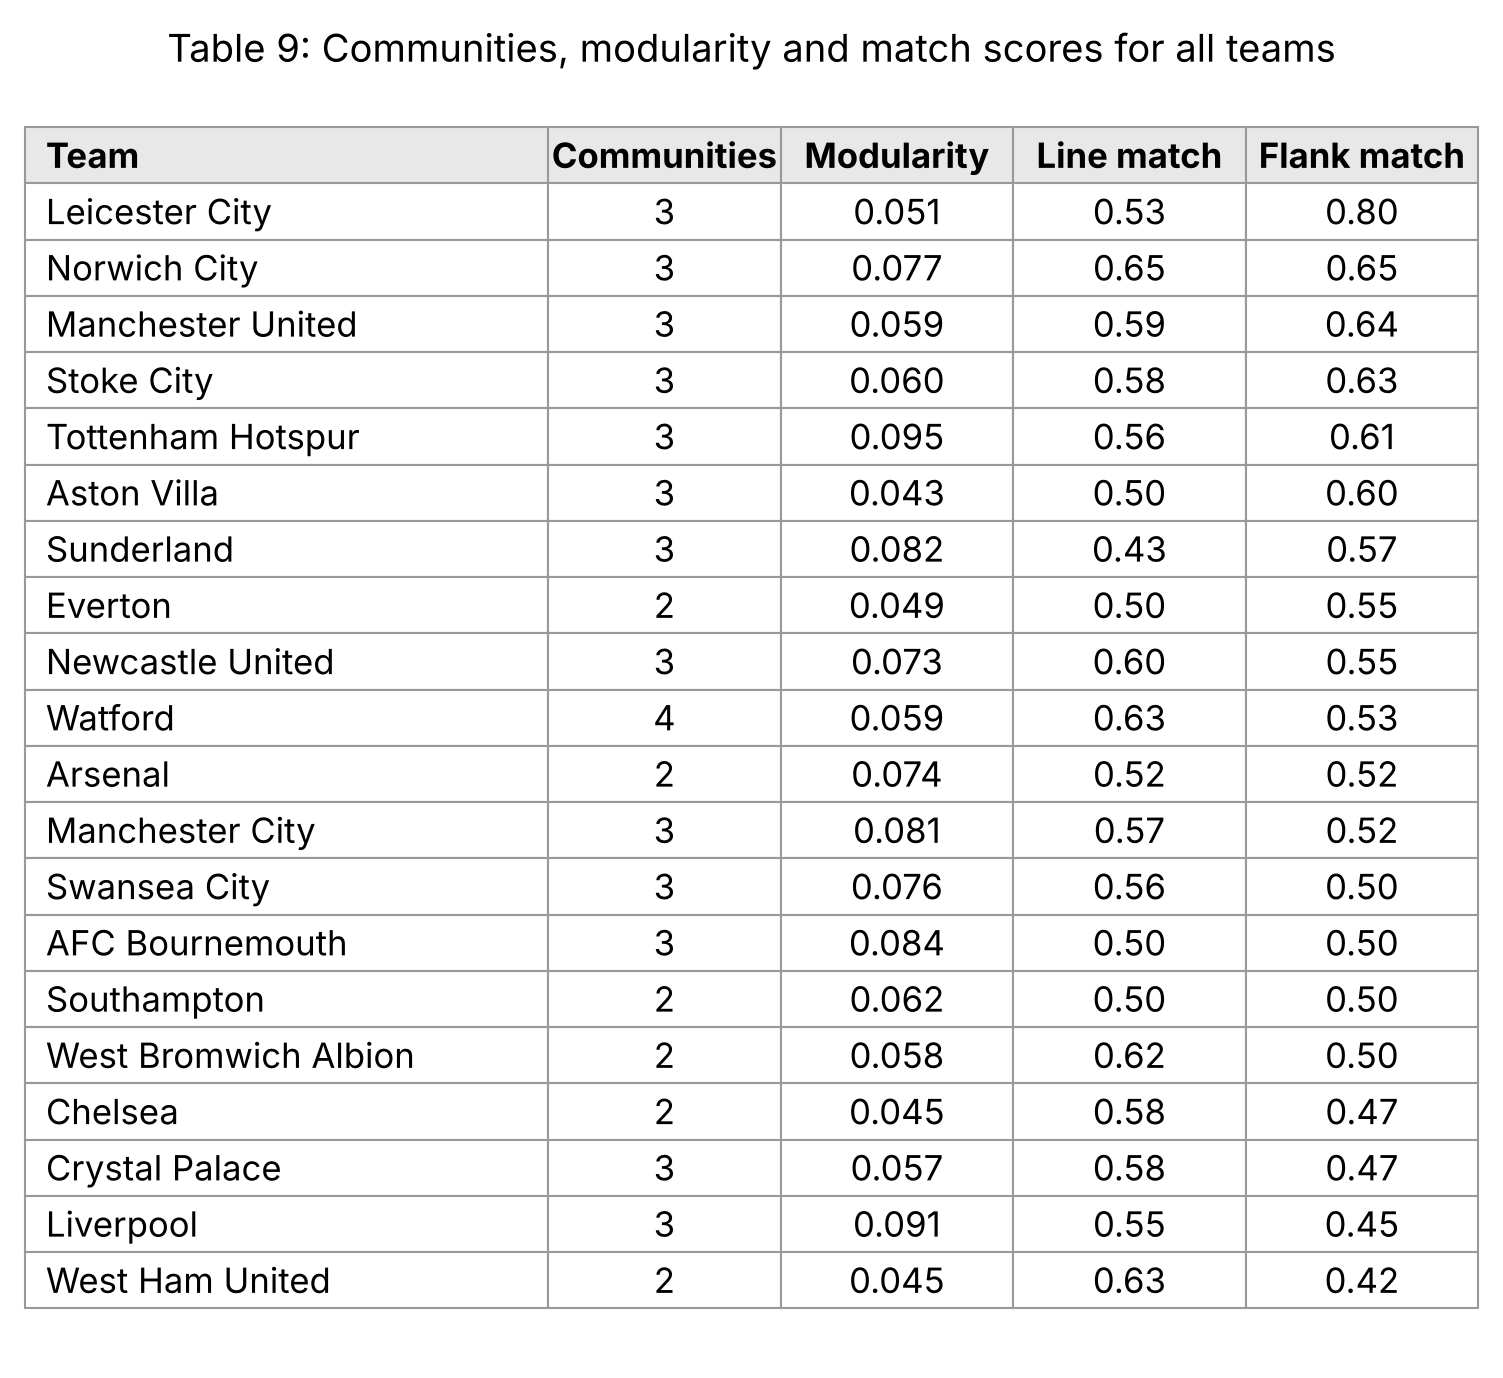 Table 9: Communities, modularity and match scores for all teams
Team Communities Modularity Line match Flank match
Leicester City 3 0.051 0.53 0.80
Norwich City 3 0.077 0.65 0.65
Manchester United 3 0.059 0.59 0.64
Stoke City 3 0.060 0.58 0.63
Tottenham Hotspur 3 0.095 0.56 0.61
Aston Villa 3 0.043 0.50 0.60
Sunderland 3 0.082 0.43 0.57
Everton 2 0.049 0.50 0.55
Newcastle United 3 0.073 0.60 0.55
Watford 4 0.059 0.63 0.53
Arsenal 2 0.074 0.52 0.52
Manchester City 3 0.081 0.57 0.52
Swansea City 3 0.076 0.56 0.50
AFC Bournemouth 3 0.084 0.50 0.50
Southampton 2 0.062 0.50 0.50
West Bromwich Albion 2 0.058 0.62 0.50
Chelsea 2 0.045 0.58 0.47
Crystal Palace 3 0.057 0.58 0.47
Liverpool 3 0.091 0.55 0.45
West Ham United 2 0.045 0.63 0.42